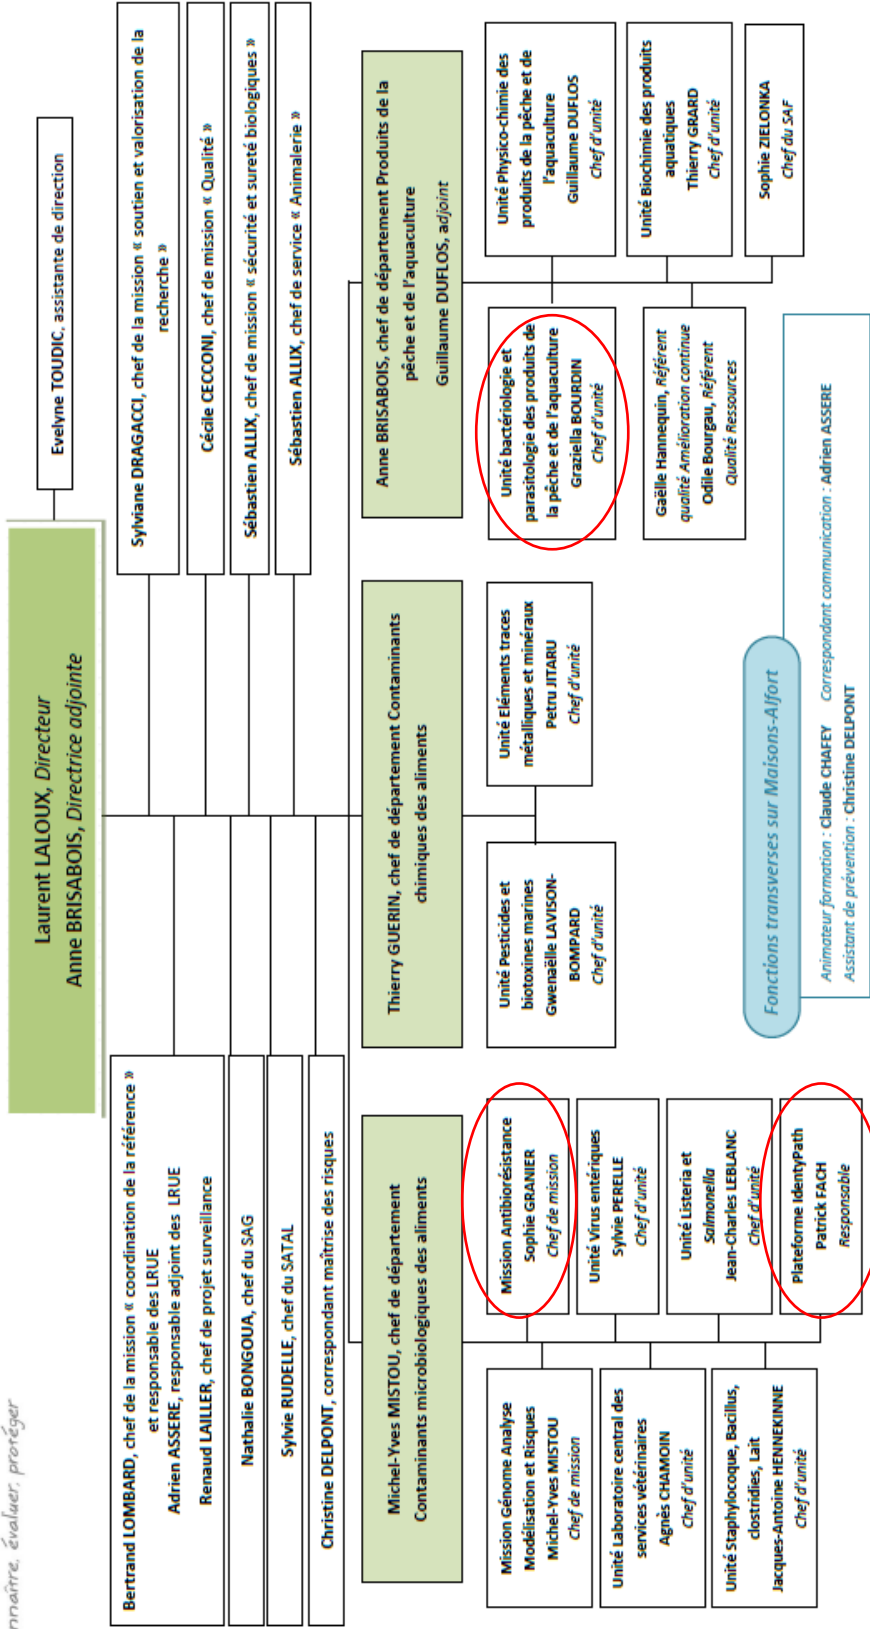 nnaître, évaluer, protéger
Laurent LALOUX, Directeur
Anne BRISABOIS, Directrice adjointe
Evelyne TOUDIC, assistante de direction
Bertrand LOMBARD, chef de la mission « coordination de la référence »
et responsable des LRUE
Adrien ASSERE, responsable adjoint des LRUE
Renaud LAILLER, chef de projet surveillance
Nathalie BONGOUA, chef du SAG
Sylvie RUDELLE, chef du SATAL
Christine DELPONT, correspondant maîtrise des risques
Sylviane DRAGACCI, chef de la mission « soutien et valorisation de la
recherche »
Cécile CECCONI, chef de mission « Qualité »
Sébastien ALLIX, chef de mission « sécurité et sureté biologiques »
Sébastien ALLIX, chef de service « Animalerie »
Michel-Yves MISTOU, chef de département
Contaminants microbiologiques des aliments
Mission Génome Analyse
Modélisation et Risques
Michel-Yves MISTOU
Chef de mission
Mission Antibiorésistance
Sophie GRANIER
Chef de mission
Unité Laboratoire central des
services vétérinaires
Agnès CHAMOIN
Chef d'unité
Unité Virus entériques
Sylvie PERELLE
Chef d'unité
Unité Staphylocoque, Bacillus,
clostridies, Lait
Jacques-Antoine HENNEKINNE
Chef d'unité
Unité Listeria et
Salmonella
Jean-Charles LEBLANC
Chef d'unité
Plateforme IdentyPath
Patrick FACH
Responsable
Thierry GUERIN, chef de département Contaminants
chimiques des aliments
Unité Pesticides et
biotoxines marines
Gwenaëlle LAVISON-
BOMPARD
Chef d'unité
Unité Eléments traces
métalliques et minéraux
Petru JITARU
Chef d'unité
Anne BRISABOIS, chef de département Produits de la
pêche et de l'aquaculture
Guillaume DUFLOS, adjoint
Unité bactériologie et
parasitologie des produits de
la pêche et de l'aquaculture
Graziella BOURDIN
Chef d'unité
Unité Physico-chimie des
produits de la pêche et de
l'aquaculture
Guillaume DUFLOS
Chef d'unité
Gaëlle Hannequin, Référent
qualité Amélioration continue
Odile Bourgau, Référent
Qualité Ressources
Unité Biochimie des produits
aquatiques
Thierry GRARD
Chef d'unité
Sophie ZIELONKA
Chef du SAF
Fonctions transverses sur Maisons-Alfort
Animateur formation : Claude CHAFEY Correspondant communication : Adrien ASSERE
Assistant de prévention : Christine DELPONT